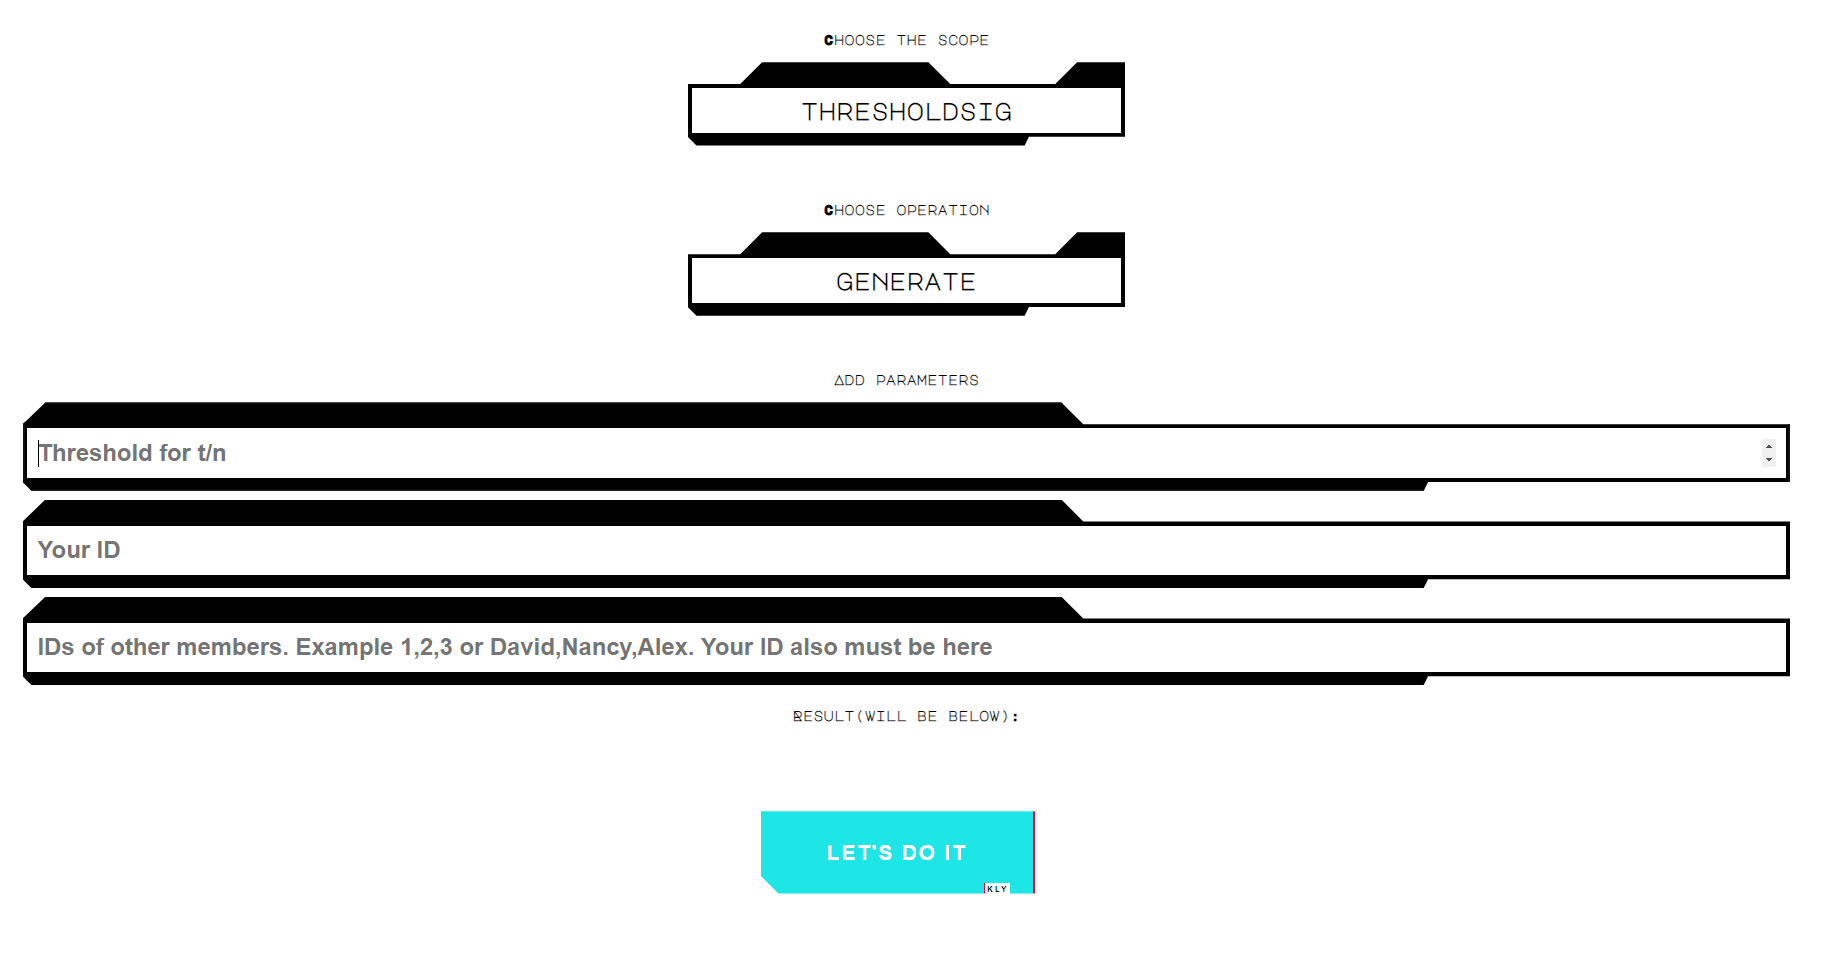 CHOOSE THE SCOPE
THRESHOLDSIG
CHOOSE OPERATION
GENERATE
ADD PARAMETERS
Threshold for t/n
Your ID
IDs of other members. Example 1,2,3 or David,Nancy,Alex. Your ID also must be here
RESULT(WILL BE BELOW):
LET'S DO IT
KLY